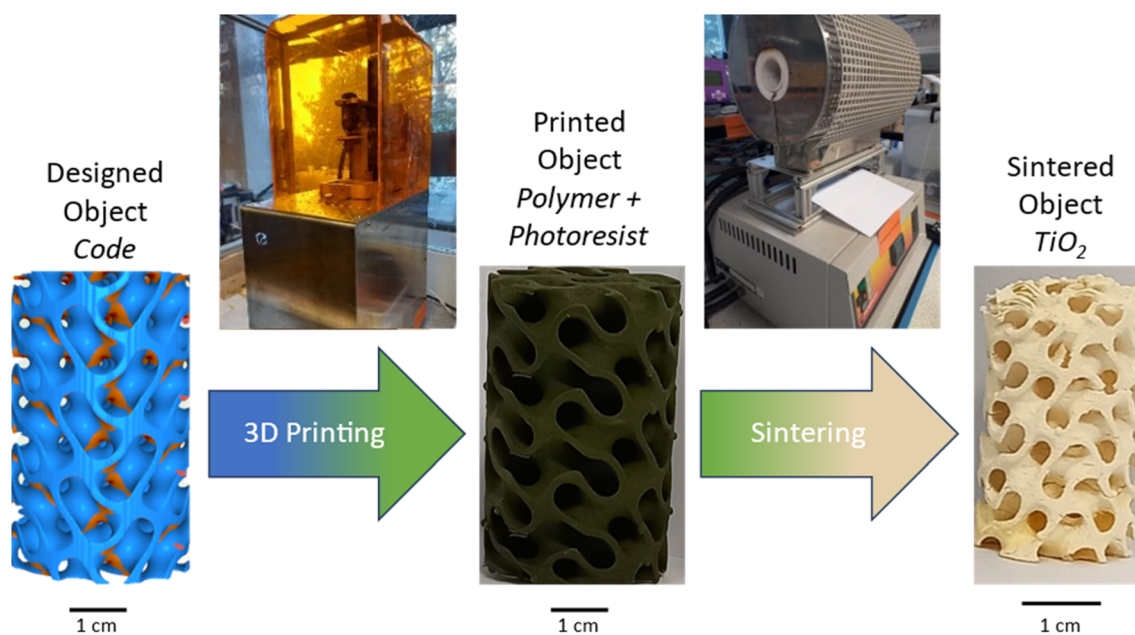 Designed
Object
Code
3D Printing
Printed
Object
Polymer +
Photoresist
Sintering
Sintered
Object
TiO₂
1 cm
1 cm
1 cm